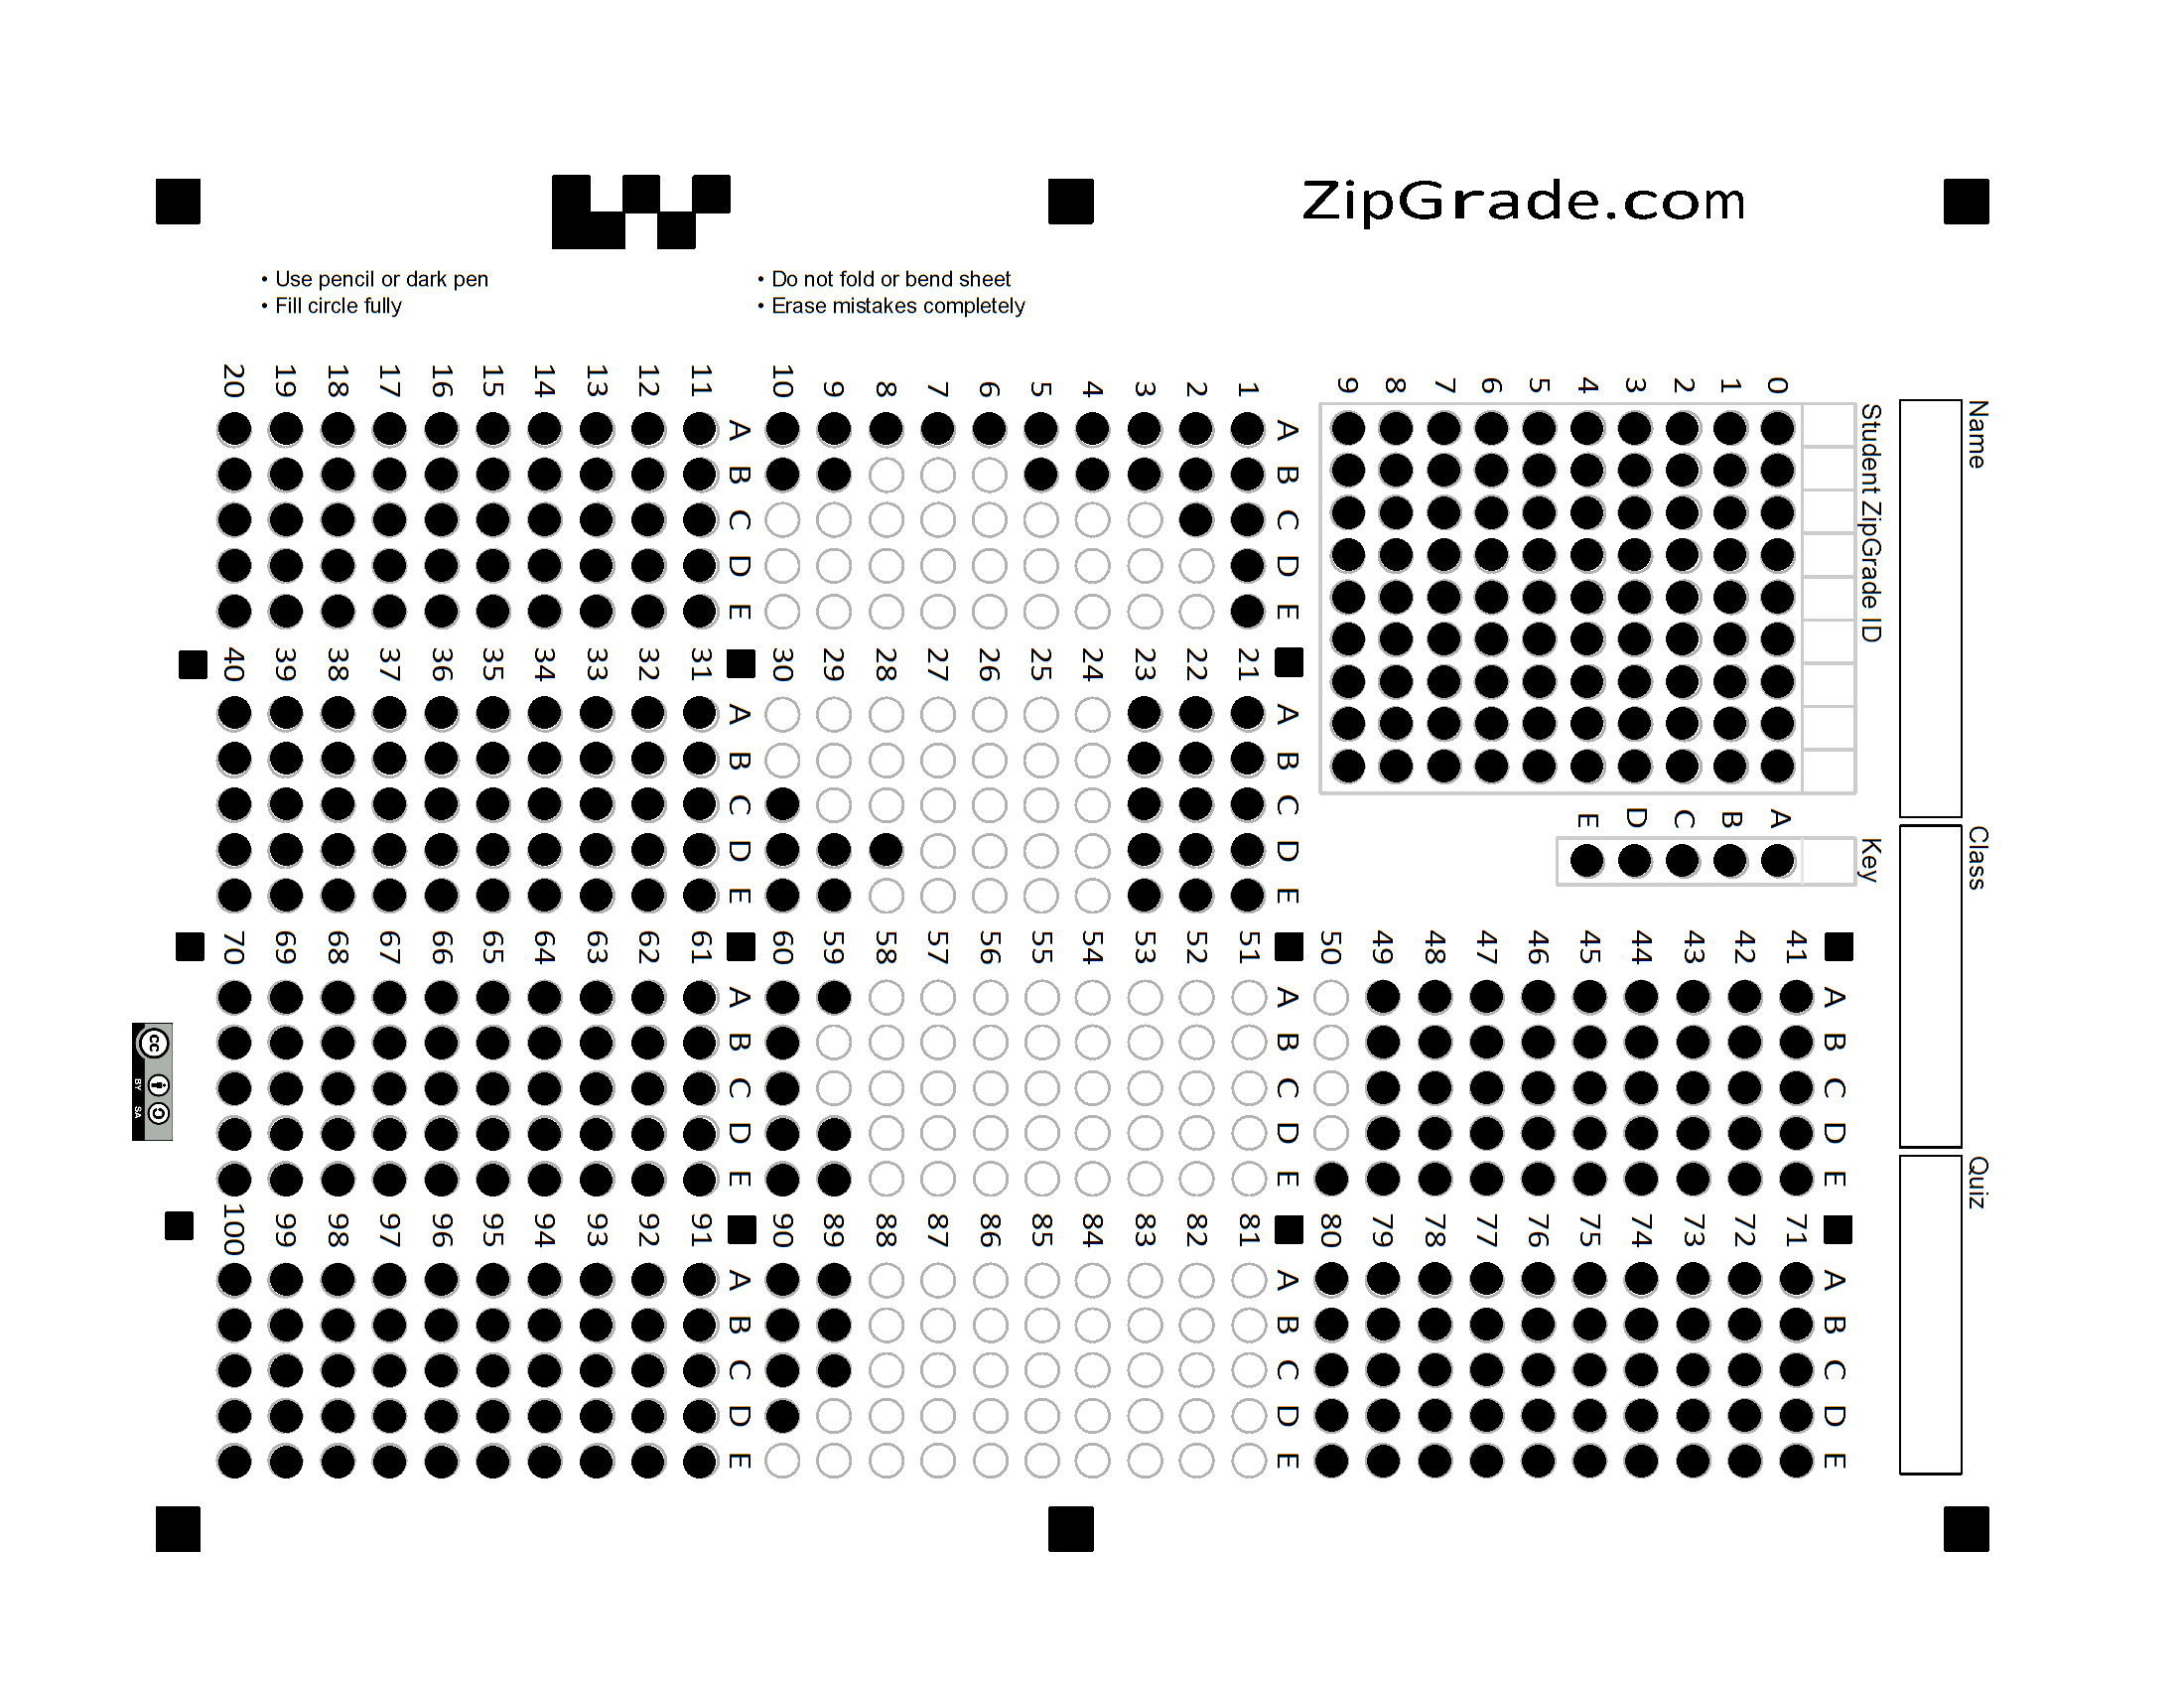 ZipGrade.com
• Use pencil or dark pen
• Fill circle fully
• Do not fold or bend sheet
• Erase mistakes completely
Name
Class
Quiz
Student ZipGrade ID
0 1 2 3 4 5 6 7 8 9
Key
A B C D E
A B C D E
1 2 3 4 5 6 7 8 9 10
A B C D E
11 12 13 14 15 16 17 18 19 20
A B C D E
21 22 23 24 25 26 27 28 29 30
A B C D E
31 32 33 34 35 36 37 38 39 40
A B C D E
41 42 43 44 45 46 47 48 49 50
A B C D E
51 52 53 54 55 56 57 58 59 60
A B C D E
61 62 63 64 65 66 67 68 69 70
A B C D E
71 72 73 74 75 76 77 78 79 80
A B C D E
81 82 83 84 85 86 87 88 89 90
A B C D E
91 92 93 94 95 96 97 98 99 100
cc
BY SA